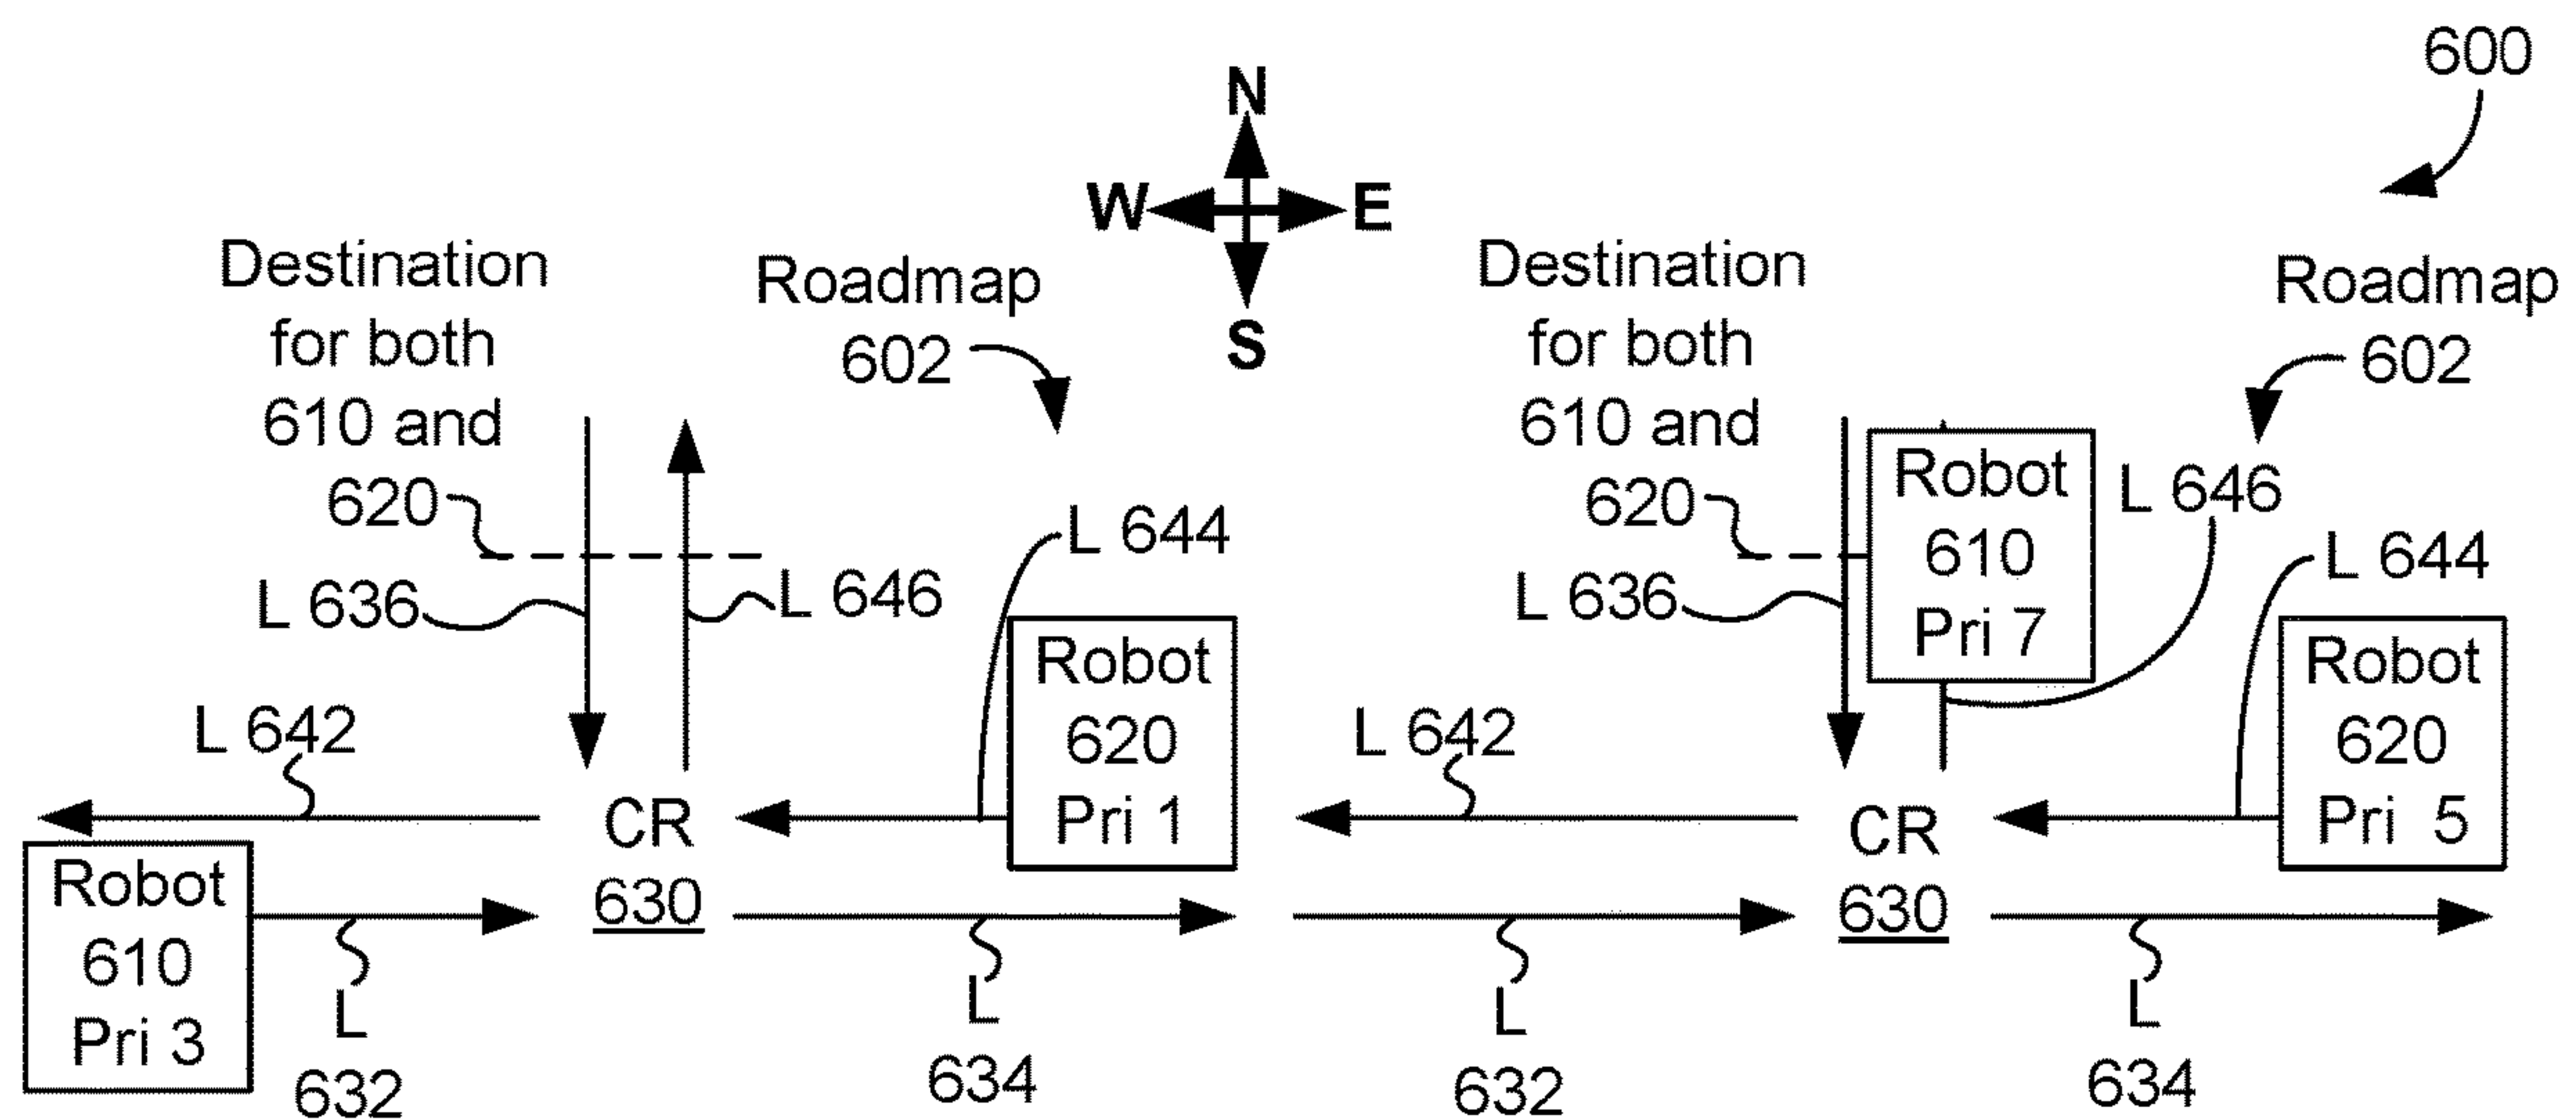 600
N
W E
S
Destination
for both
610 and
620
Roadmap
602
L 636
L 646
L 644
L 642
Robot
620
Pri 1
CR
630
Robot
610
Pri 3
L
632
L
634
Destination
for both
610 and
620
Roadmap
602
Robot
610
Pri 7
L 646
L 636
L 644
L 642
Robot
620
Pri 5
CR
630
L
632
L
634